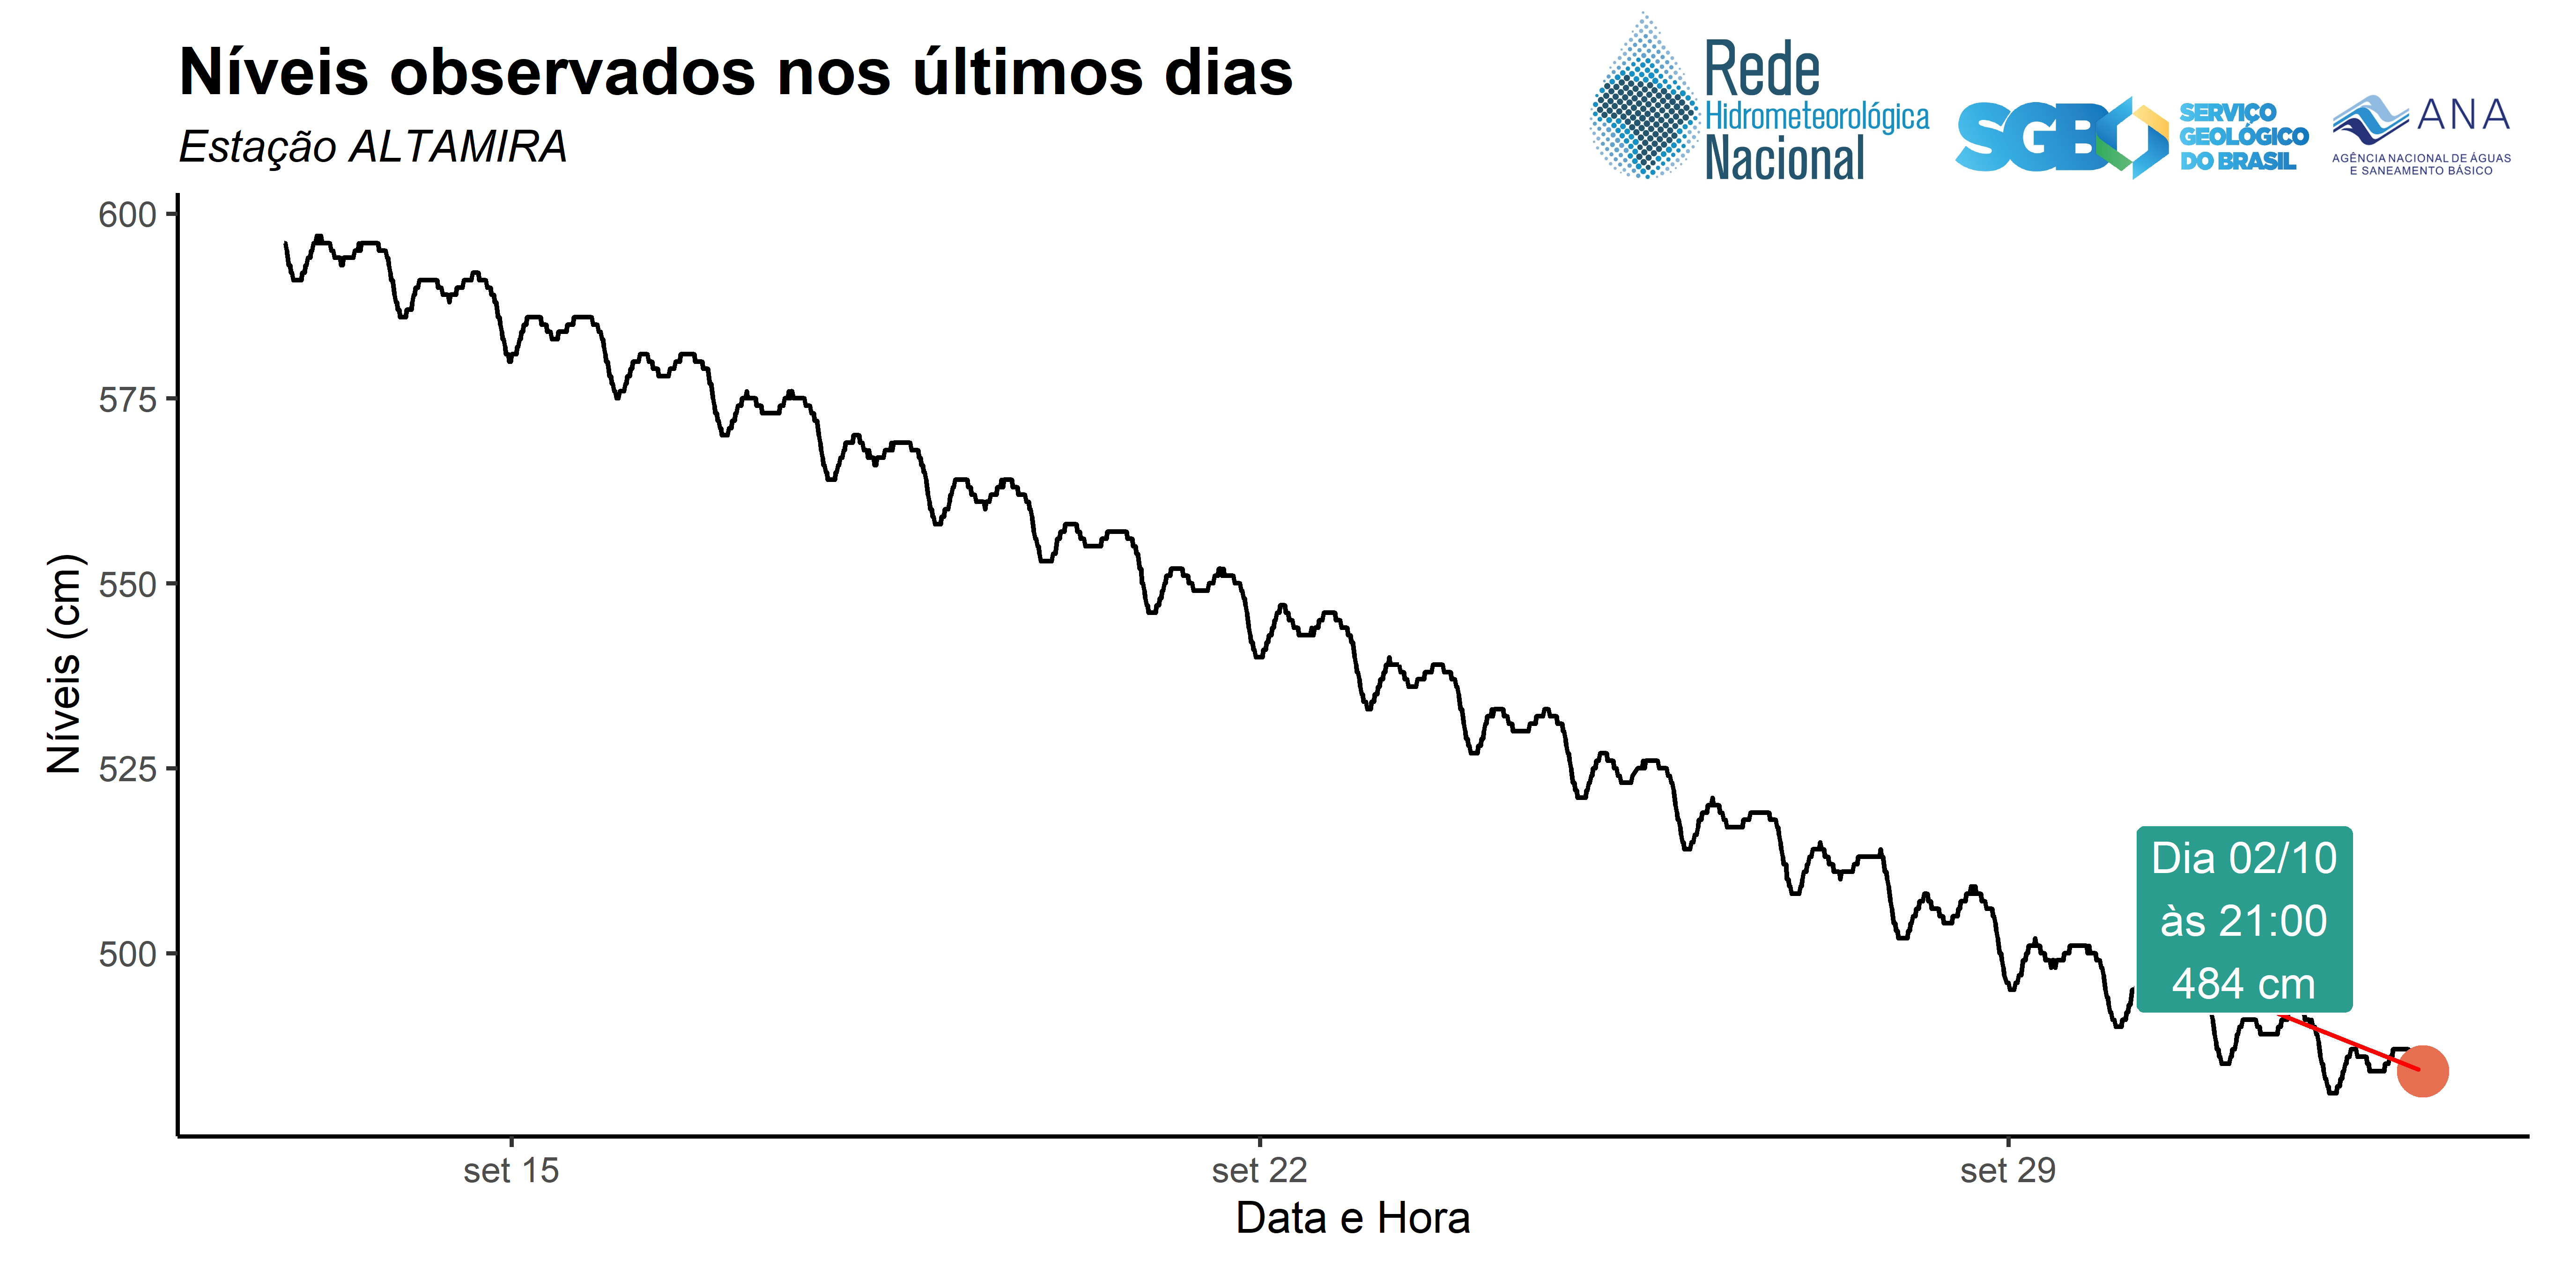 Níveis observados nos últimos dias
Estação ALTAMIRA
Rede
Hidrometeorológica
Nacional
SGB
SERVIÇO
GEOLÓGICO
DO BRASIL
ANA
AGÊNCIA NACIONAL DE ÁGUAS
E SANEAMENTO BÁSICO
600
575
550
525
500
Níveis (cm)
Dia 02/10
às 21:00
484 cm
set 15
set 22
set 29
Data e Hora